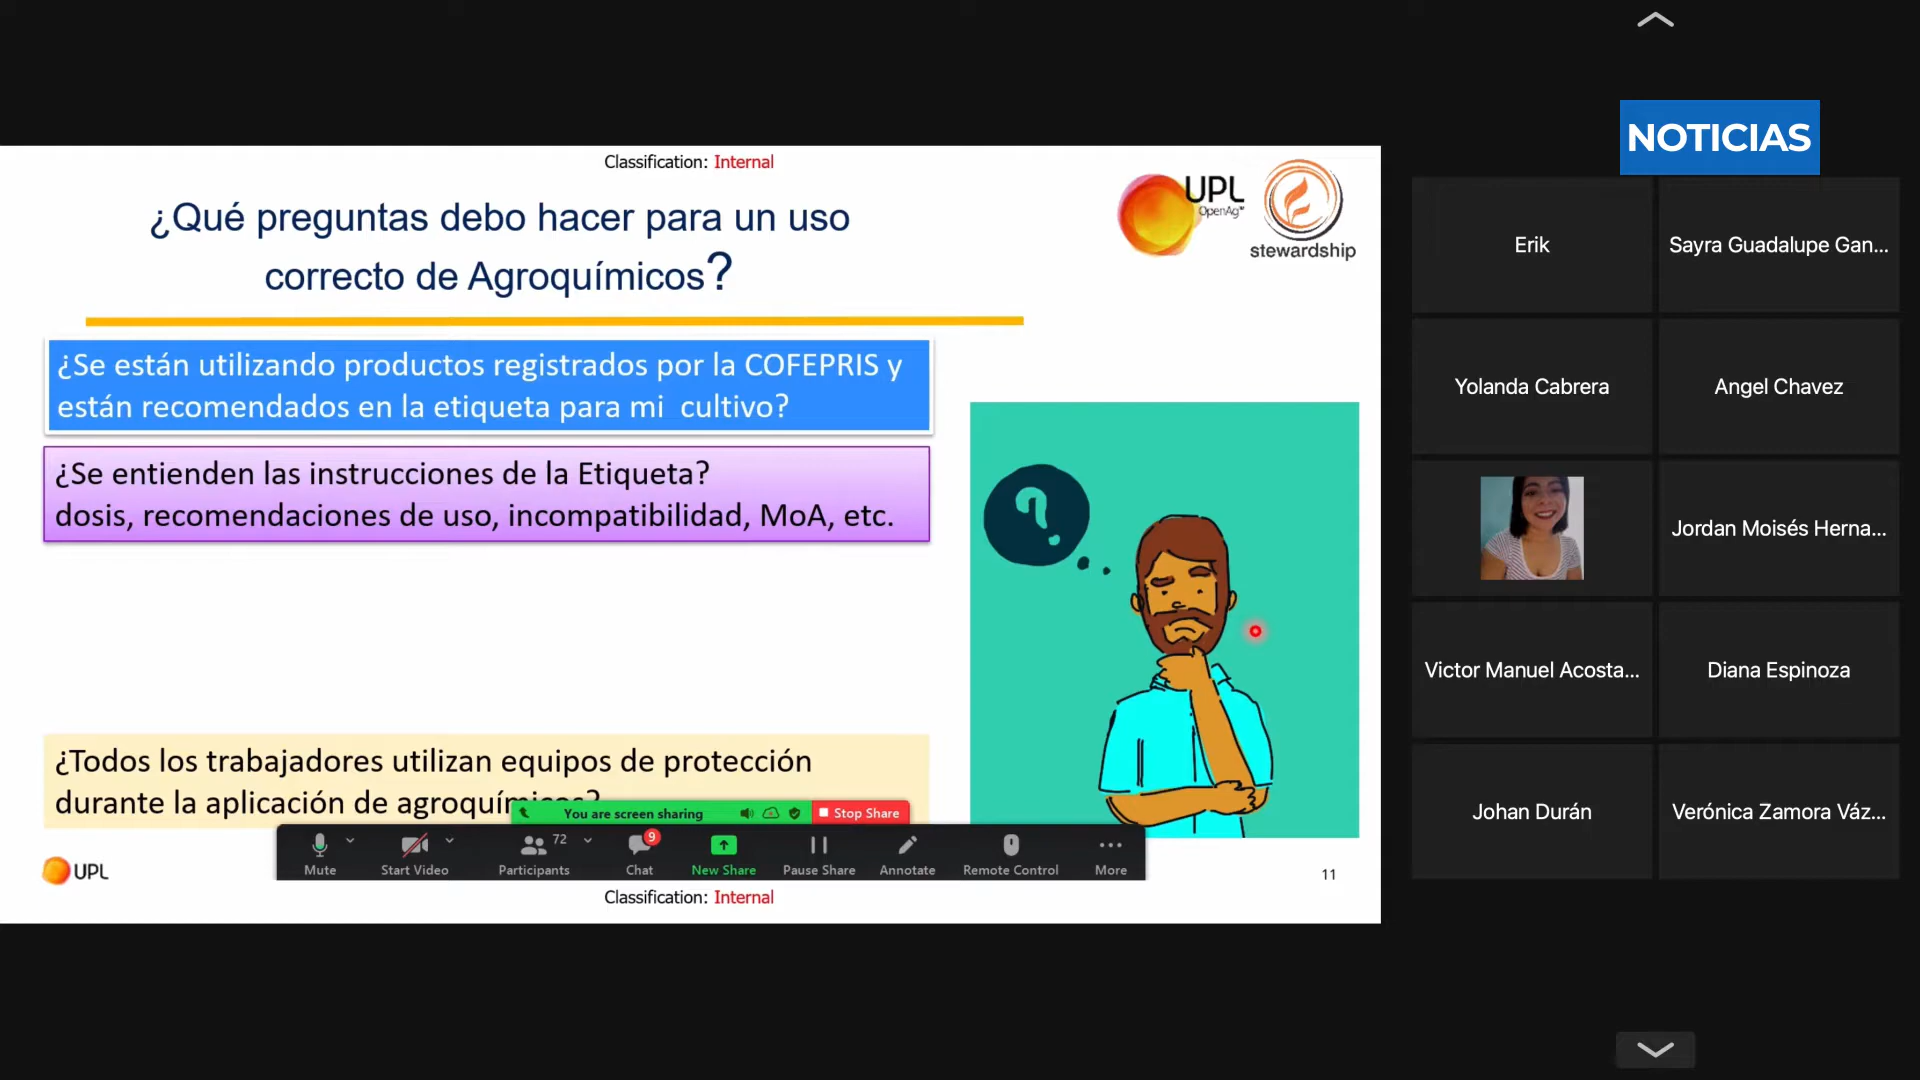 NOTICIAS
Classification: Internal
UPL
OpenAg™
stewardship
¿Qué preguntas debo hacer para un uso
correcto de Agroquímicos?
¿Se están utilizando productos registrados por la COFEPRIS y
están recomendados en la etiqueta para mi cultivo?
¿Se entienden las instrucciones de la Etiqueta?
dosis, recomendaciones de uso, incompatibilidad, MoA, etc.
?
¿Todos los trabajadores utilizan equipos de protección
durante la aplicación de agroquímicos?
You are screen sharing
Stop Share
72
9
Mute
Start Video
Participants
Chat
New Share
Pause Share
Annotate
Remote Control
More
UPL
11
Classification: Internal
Erik
Sayra Guadalupe Gan...
Yolanda Cabrera
Angel Chavez
Jordan Moisés Herna...
Victor Manuel Acosta...
Diana Espinoza
Johan Durán
Verónica Zamora Váz...